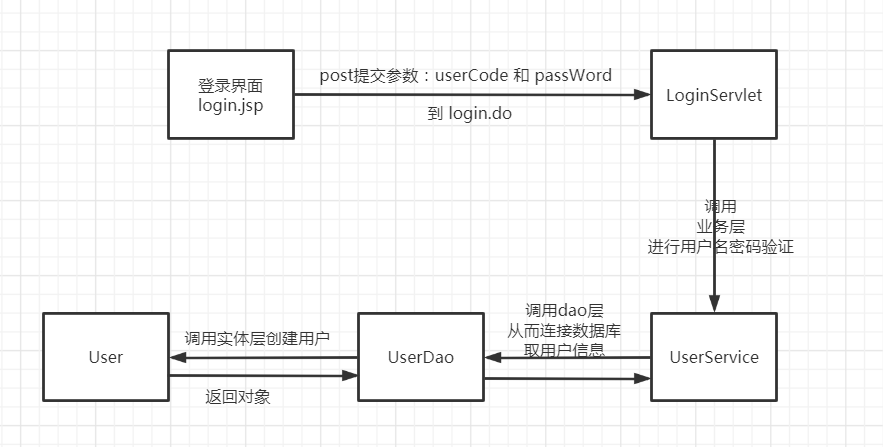 登录界面
login.jsp
post提交参数：userCode 和 passWord
到 login.do
LoginServlet
调用
业务层
进行用户名密码验证
User
调用实体层创建用户
返回对象
UserDao
调用dao层
从而连接数据库
取用户信息
UserService